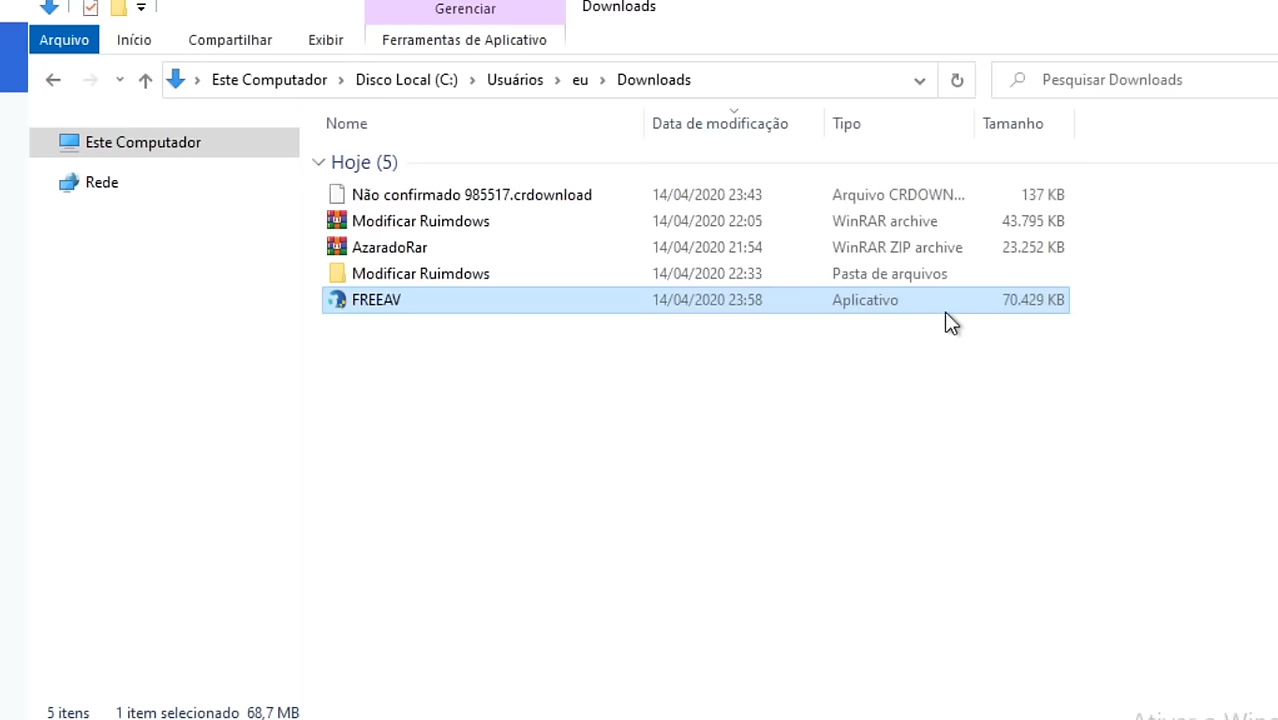 Gerenciar Downloads
Arquivo Início Compartilhar Exibir Ferramentas de Aplicativo
Este Computador Disco Local (C:) Usuários eu Downloads Pesquisar Downloads
Nome Data de modificação Tipo Tamanho
Este Computador
Rede
Hoje (5)
Não confirmado 985517.crdownload 14/04/2020 23:43 Arquivo CRDOWN... 137 KB
Modificar Ruimdows 14/04/2020 22:05 WinRAR archive 43.795 KB
AzaradoRar 14/04/2020 21:54 WinRAR ZIP archive 23.252 KB
Modificar Ruimdows 14/04/2020 22:33 Pasta de arquivos
FREEAV 14/04/2020 23:58 Aplicativo 70.429 KB
5 itens 1 item selecionado 68,7 MB